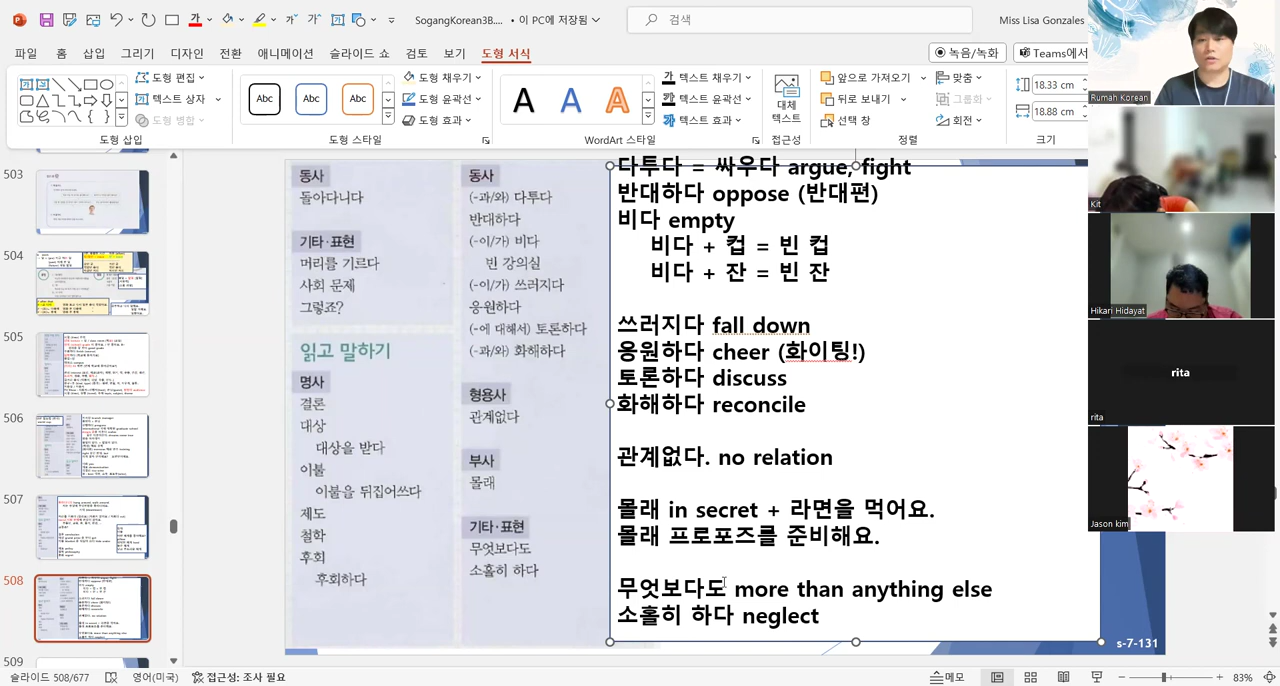 SogangKorean3B.... • 이 PC에 저장됨
검색
Miss Lisa Gonzales
파일 홈 삽입 그리기 디자인 전환 애니메이션 슬라이드 쇼 검토 보기 도형 서식
녹음/녹화
Teams에서
도형 편집
텍스트 상자
도형 병합
도형 삽입
Abc Abc Abc
도형 채우기
도형 윤곽선
도형 효과
도형 스타일
A A A
텍스트 채우기
텍스트 윤곽선
텍스트 효과
WordArt 스타일
대체
텍스트
접근성
앞으로 가져오기
뒤로 보내기
선택 창
맞춤
그룹화
회전
정렬
18.33 cm
18.88 cm
크기
503
504
505
506
507
508
509
동사
돌아다니다
기타·표현
머리를 기르다
사회 문제
그렇죠?
읽고 말하기
명사
결론
대상
대상을 받다
이불
이불을 뒤집어쓰다
제도
철학
후회
후회하다
동사
(-과/와) 다투다
반대하다
(-이/가) 비다
빈 강의실
(-이/가) 쓰러지다
응원하다
(-에 대해서) 토론하다
(-과/와) 화해하다
형용사
관계없다
부사
몰래
기타·표현
무엇보다도
소홀히 하다
다투다 = 싸우다 argue, fight
반대하다 oppose (반대편)
비다 empty
비다 + 컵 = 빈 컵
비다 + 잔 = 빈 잔
쓰러지다 fall down
응원하다 cheer (화이팅!)
토론하다 discuss
화해하다 reconcile
관계없다. no relation
몰래 in secret + 라면을 먹어요.
몰래 프로포즈를 준비해요.
무엇보다도 more than anything else
소홀히 하다 neglect
s-7-131
Rumah Korean
Kit
Hikari Hidayat
rita
rita
Jason kim
슬라이드 508/677
영어(미국)
접근성: 조사 필요
메모
83%